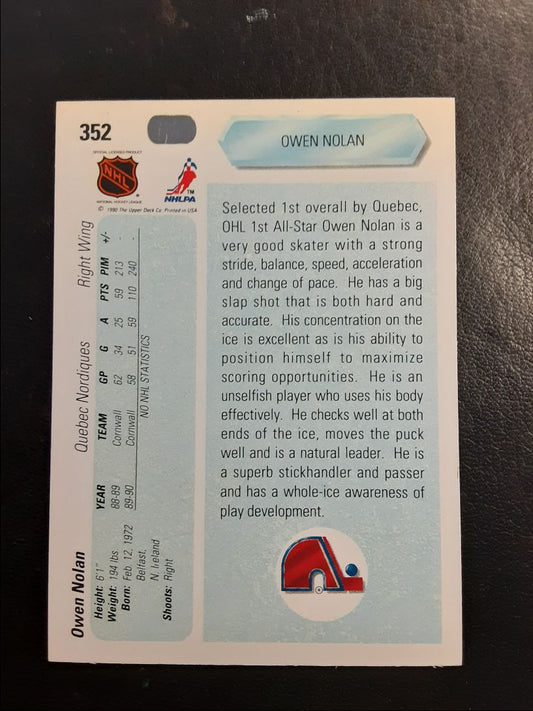 352
OFFICIAL LICENSED PRODUCT
NHL
NATIONAL HOCKEY LEAGUE
TM
NHLPA
© 1990 The Upper Deck Co. Printed in USA
OWEN NOLAN
Selected 1st overall by Quebec,
OHL 1st All-Star Owen Nolan is a
very good skater with a strong
stride, balance, speed, acceleration
and change of pace. He has a big
slap shot that is both hard and
accurate. His concentration on the
ice is excellent as is his ability to
position himself to maximize
scoring opportunities. He is an
unselfish player who uses his body
effectively. He checks well at both
ends of the ice, moves the puck
well and is a natural leader. He is
a superb stickhandler and passer
and has a whole-ice awareness of
play development.
Owen Nolan Quebec Nordiques Right Wing
Height: 6'1"
Weight: 194 lbs.
Born: Feb. 12, 1972
Belfast,
N. Ireland
Shoots: Right
YEAR TEAM GP G A PTS PIM +/-
88-89 Cornwall 62 34 25 59 213 -
89-90 Cornwall 58 51 59 110 240 -
NO NHL STATISTICS